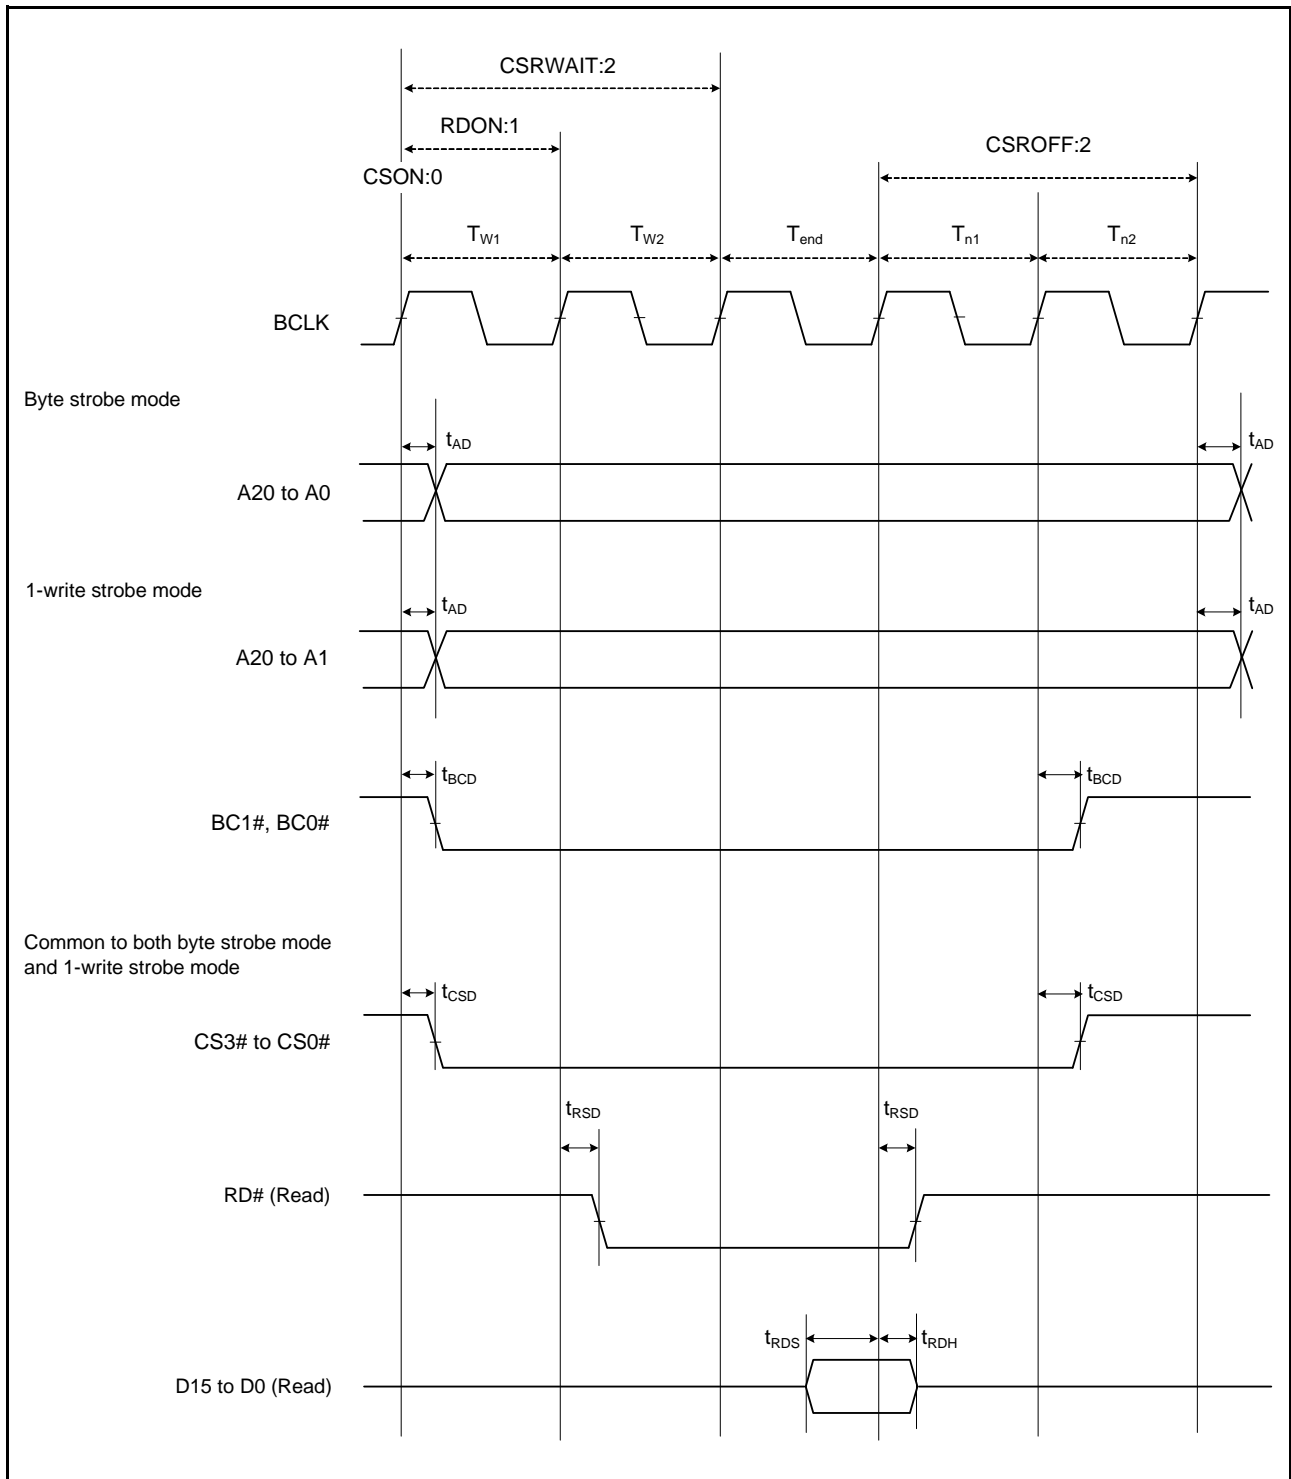 CSRWAIT:2
RDON:1
CSROFF:2
CSON:0
TW1 TW2 Tend Tn1 Tn2
BCLK
Byte strobe mode
tAD tAD
A20 to A0
1-write strobe mode
tAD tAD
A20 to A1
tBCD tBCD
BC1#, BC0#
Common to both byte strobe mode
and 1-write strobe mode
tCSD tCSD
CS3# to CS0#
tRSD tRSD
RD# (Read)
tRDS tRDH
D15 to D0 (Read)